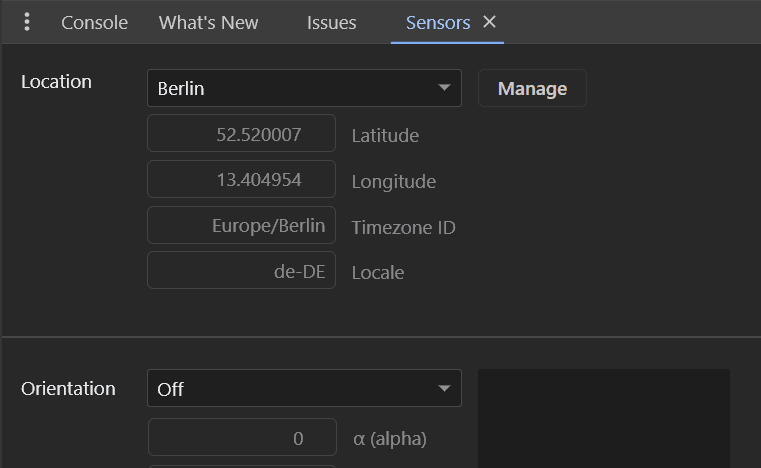 Console What's New Issues Sensors
Location Berlin Manage
52.520007 Latitude
13.404954 Longitude
Europe/Berlin Timezone ID
de-DE Locale
Orientation Off
0 α (alpha)